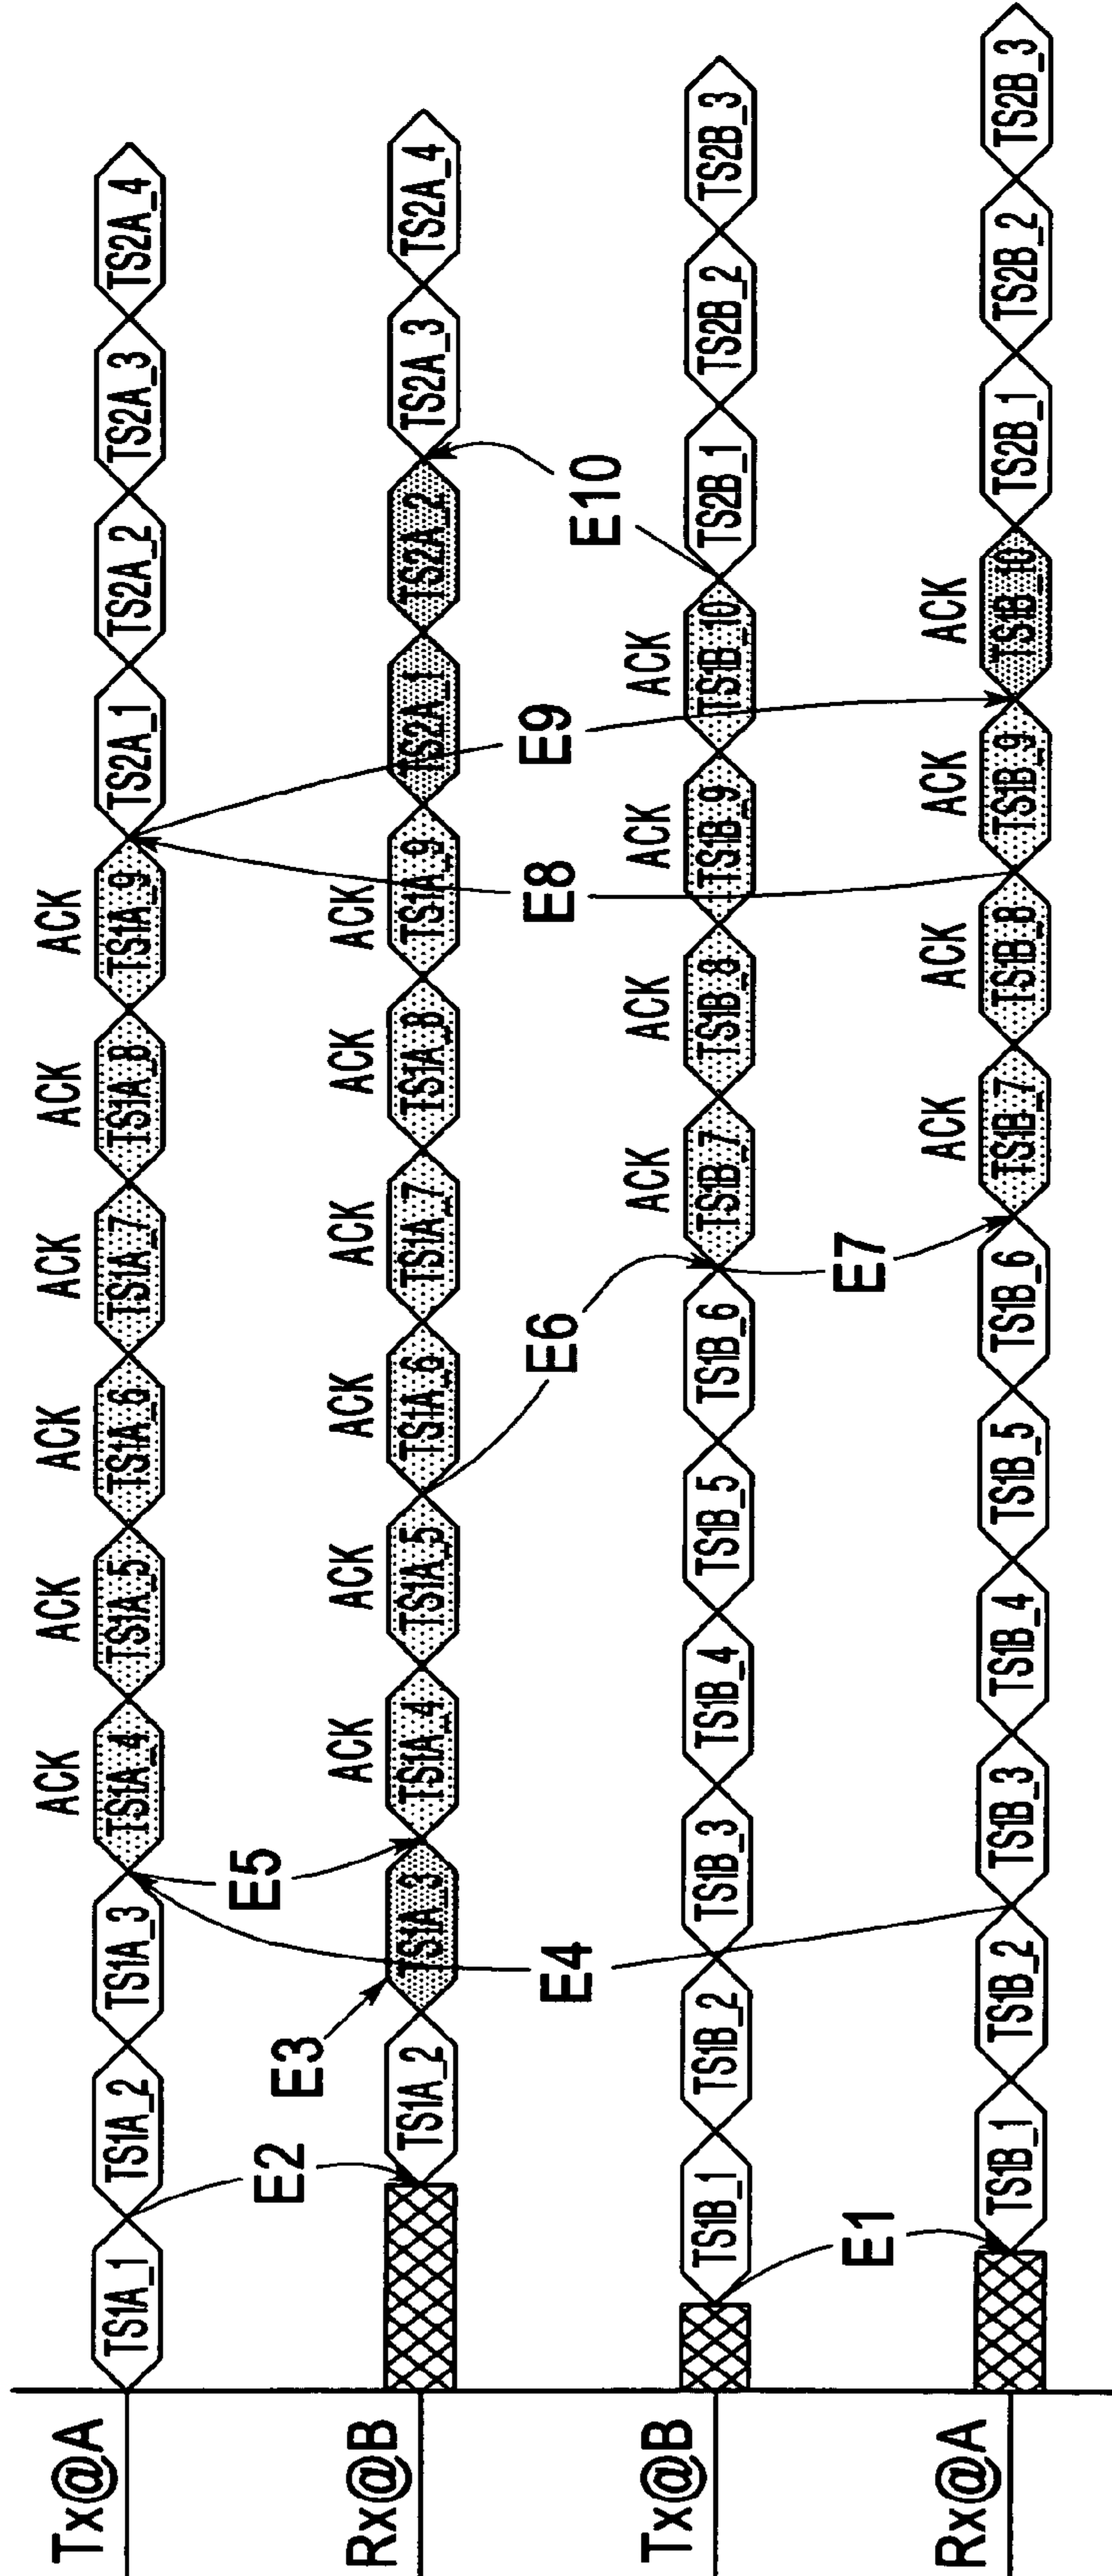 Tx@A
TS1A_1
TS1A_2
TS1A_3
ACK
TS1A_4
ACK
TS1A_5
ACK
TS1A_6
ACK
TS1A_7
ACK
TS1A_8
ACK
TS1A_9
TS2A_1
TS2A_2
TS2A_3
TS2A_4
E2
E3
E5
Rx@B
TS1A_2
TS1A_3
ACK
TS1A_4
ACK
TS1A_5
ACK
TS1A_6
ACK
TS1A_7
ACK
TS1A_8
ACK
TS1A_9
TS2A_1
TS2A_2
TS2A_3
TS2A_4
E4
E6
E8
E9
E10
Tx@B
TS1B_1
TS1B_2
TS1B_3
TS1B_4
TS1B_5
TS1B_6
ACK
TS1B_7
ACK
TS1B_8
ACK
TS1B_9
ACK
TS1B_10
TS2B_1
TS2B_2
TS2B_3
E1
E7
Rx@A
TS1B_1
TS1B_2
TS1B_3
TS1B_4
TS1B_5
TS1B_6
ACK
TS1B_7
ACK
TS1B_8
ACK
TS1B_9
ACK
TS1B_10
TS2B_1
TS2B_2
TS2B_3